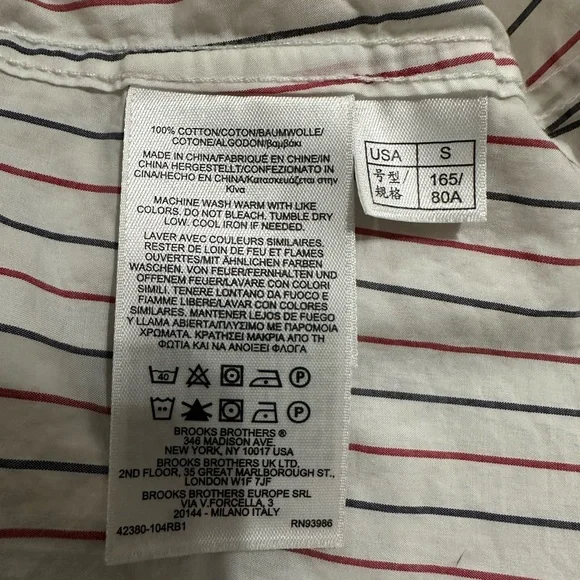 100% COTTON/COTON/BAUMWOLLE/
COTONE/ALGODON/βαμβάκι
MADE IN CHINA/FABRIQUÉ EN CHINE/IN
CHINA HERGESTELLT/CONFEZIONATO IN
CINA/HECHO EN CHINA/Κατασκευάζεται στην
Κίνα
MACHINE WASH WARM WITH LIKE
COLORS. DO NOT BLEACH. TUMBLE DRY
LOW. COOL IRON IF NEEDED.
LAVER AVEC COULEURS SIMILAIRES.
RESTER DE LOIN DE FEU ET FLAMES
OUVERTES/MIT ÄHNLICHEN FARBEN
WASCHEN. VON FEUER/FERNHALTEN UND
OFFENEM FEUER/LAVARE CON COLORI
SIMILI. TENERE LONTANO DA FUOCO E
FIAMME LIBERE/LAVAR CON COLORES
SIMILARES. MANTENER LEJOS DE FUEGO
Y LLAMA ABIERTA/ΠΛΥΣΙΜΟ ΜΕ ΠΑΡΟΜΟΙΑ
ΧΡΩΜΑΤΑ. ΚΡΑΤΗΣΕΙ ΜΑΚΡΙΑ ΑΠΟ ΤΗ
ΦΩΤΙΑ ΚΑΙ ΝΑ ΑΝΟΙΞΕΙ ΦΛΟΓΑ
40 P
P
BROOKS BROTHERS ®
346 MADISON AVE.
NEW YORK, NY 10017 USA
BROOKS BROTHERS UK LTD.
2ND FLOOR, 35 GREAT MARLBOROUGH ST.,
LONDON W1F 7JF
BROOKS BROTHERS EUROPE SRL
VIA V.FORCELLA, 3
20144 - MILANO ITALY
42380-104RB1 RN93986
USA S
号型/
规格 165/
80A